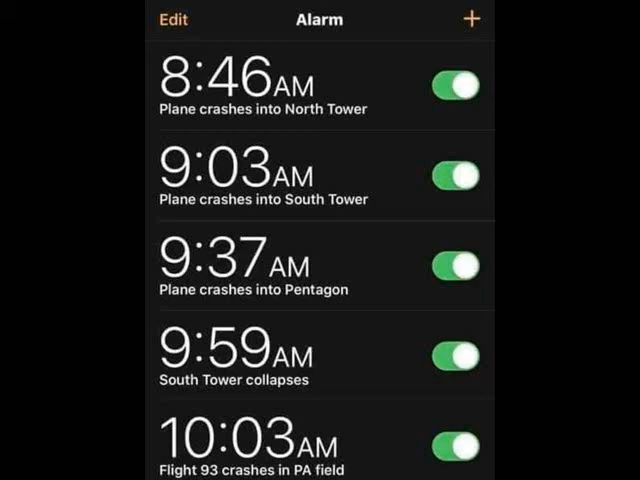 Edit Alarm +
8:46AM
Plane crashes into North Tower
9:03AM
Plane crashes into South Tower
9:37AM
Plane crashes into Pentagon
9:59AM
South Tower collapses
10:03AM
Flight 93 crashes in PA field